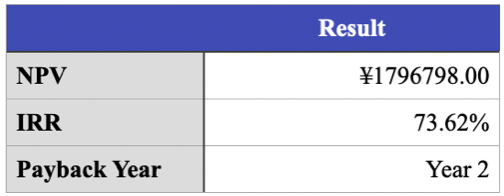 Result
NPV ¥1796798.00
IRR 73.62%
Payback Year Year 2